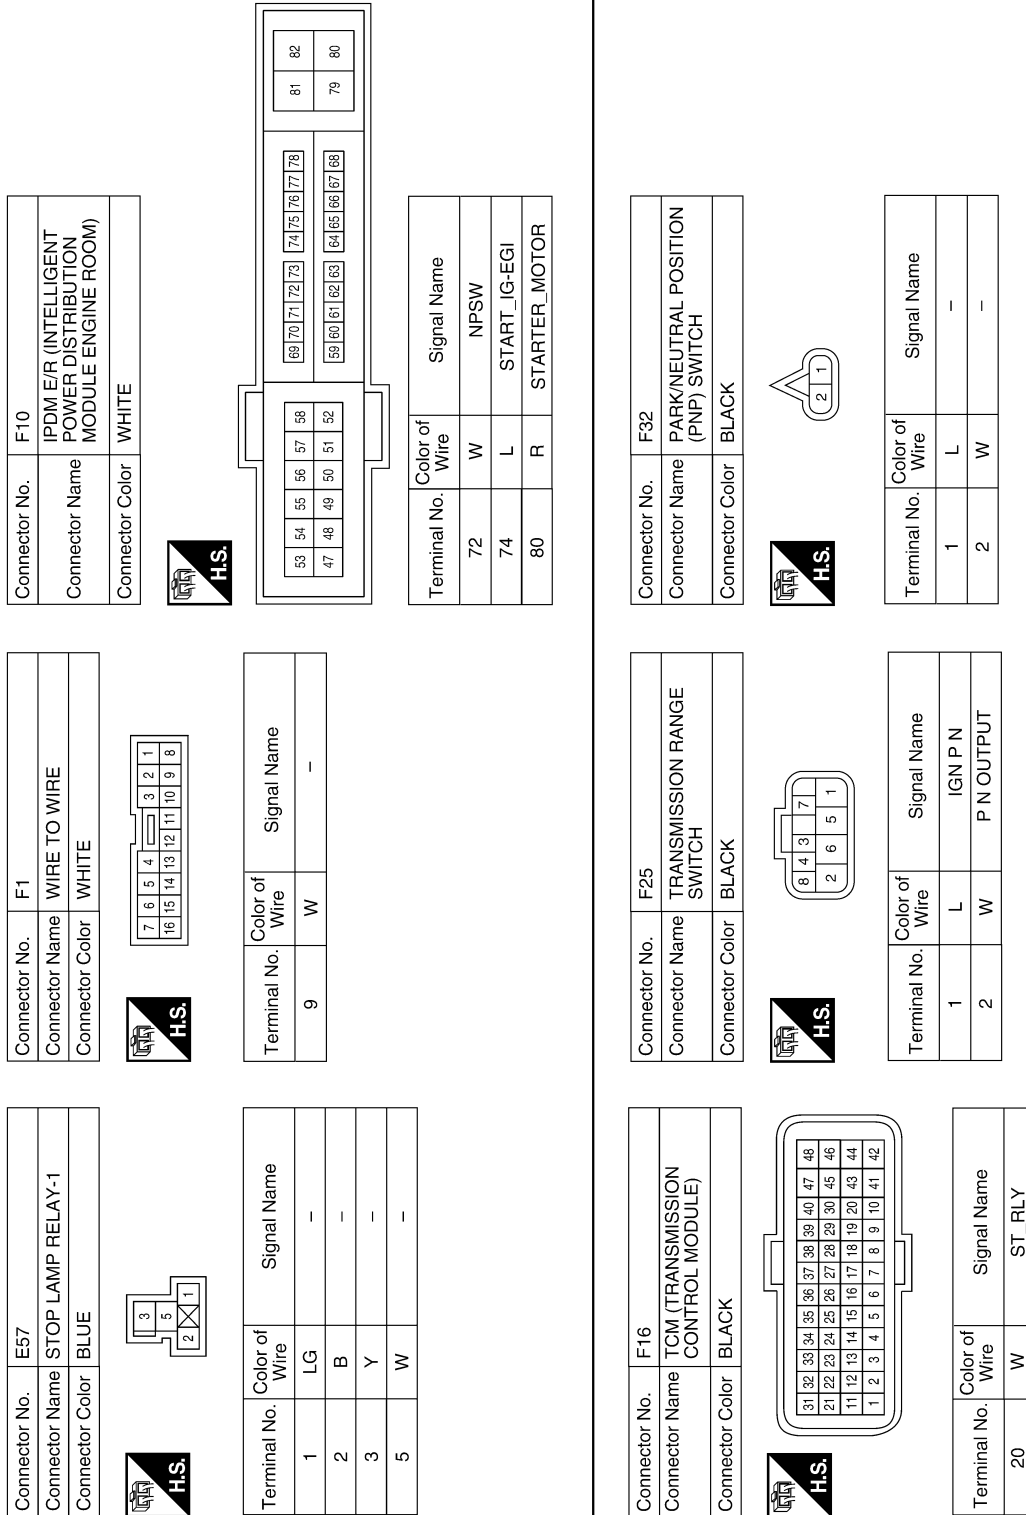 Connector No. E57
Connector Name STOP LAMP RELAY-1
Connector Color BLUE
H.S.
3
5
2 1
Terminal No. Color of Wire Signal Name
1 LG –
2 B –
3 Y –
5 W –
Connector No. F1
Connector Name WIRE TO WIRE
Connector Color WHITE
H.S.
7 6 5 4 3 2 1
16 15 14 13 12 11 10 9 8
Terminal No. Color of Wire Signal Name
9 W –
Connector No. F10
Connector Name IPDM E/R (INTELLIGENT
POWER DISTRIBUTION
MODULE ENGINE ROOM)
Connector Color WHITE
H.S.
53 54 55 56 57 58 69 70 71 72 73 74 75 76 77 78 81 82
47 48 49 50 51 52 59 60 61 62 63 64 65 66 67 68 79 80
Terminal No. Color of Wire Signal Name
72 W NPSW
74 L START_IG-EGI
80 R STARTER_MOTOR
Connector No. F16
Connector Name TCM (TRANSMISSION
CONTROL MODULE)
Connector Color BLACK
H.S.
31 32 33 34 35 36 37 38 39 40 47 48
21 22 23 24 25 26 27 28 29 30 45 46
11 12 13 14 15 16 17 18 19 20 43 44
1 2 3 4 5 6 7 8 9 10 41 42
Terminal No. Color of Wire Signal Name
20 W ST_RLY
Connector No. F25
Connector Name TRANSMISSION RANGE
SWITCH
Connector Color BLACK
H.S.
8 4 3 7
2 6 5 1
Terminal No. Color of Wire Signal Name
1 L IGN P N
2 W P N OUTPUT
Connector No. F32
Connector Name PARK/NEUTRAL POSITION
(PNP) SWITCH
Connector Color BLACK
H.S.
2 1
Terminal No. Color of Wire Signal Name
1 L –
2 W –